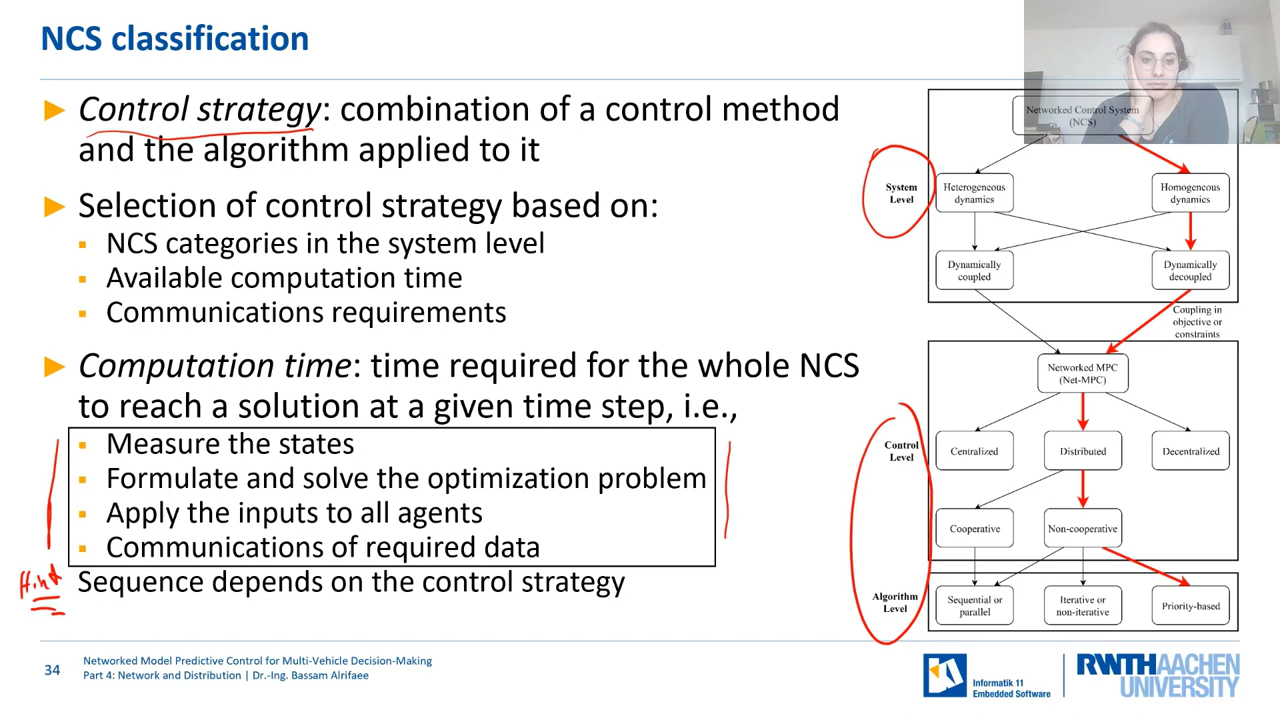 NCS classification
► Control strategy: combination of a control method
and the algorithm applied to it
► Selection of control strategy based on:
▪ NCS categories in the system level
▪ Available computation time
▪ Communications requirements
► Computation time: time required for the whole NCS
to reach a solution at a given time step, i.e.,
▪ Measure the states
▪ Formulate and solve the optimization problem
▪ Apply the inputs to all agents
▪ Communications of required data
Hint
Sequence depends on the control strategy
Networked Control System
(NCS)
System
Level
Heterogeneous
dynamics
Homogeneous
dynamics
Dynamically
coupled
Dynamically
decoupled
Coupling in
objective or
constraints
Networked MPC
(Net-MPC)
Control
Level
Centralized
Distributed
Decentralized
Cooperative
Non-cooperative
Algorithm
Level
Sequential or
parallel
Iterative or
non-iterative
Priority-based
34
Networked Model Predictive Control for Multi-Vehicle Decision-Making
Part 4: Network and Distribution | Dr.-Ing. Bassam Alrifaee
Informatik 11
Embedded Software
RWTHAACHEN
UNIVERSITY